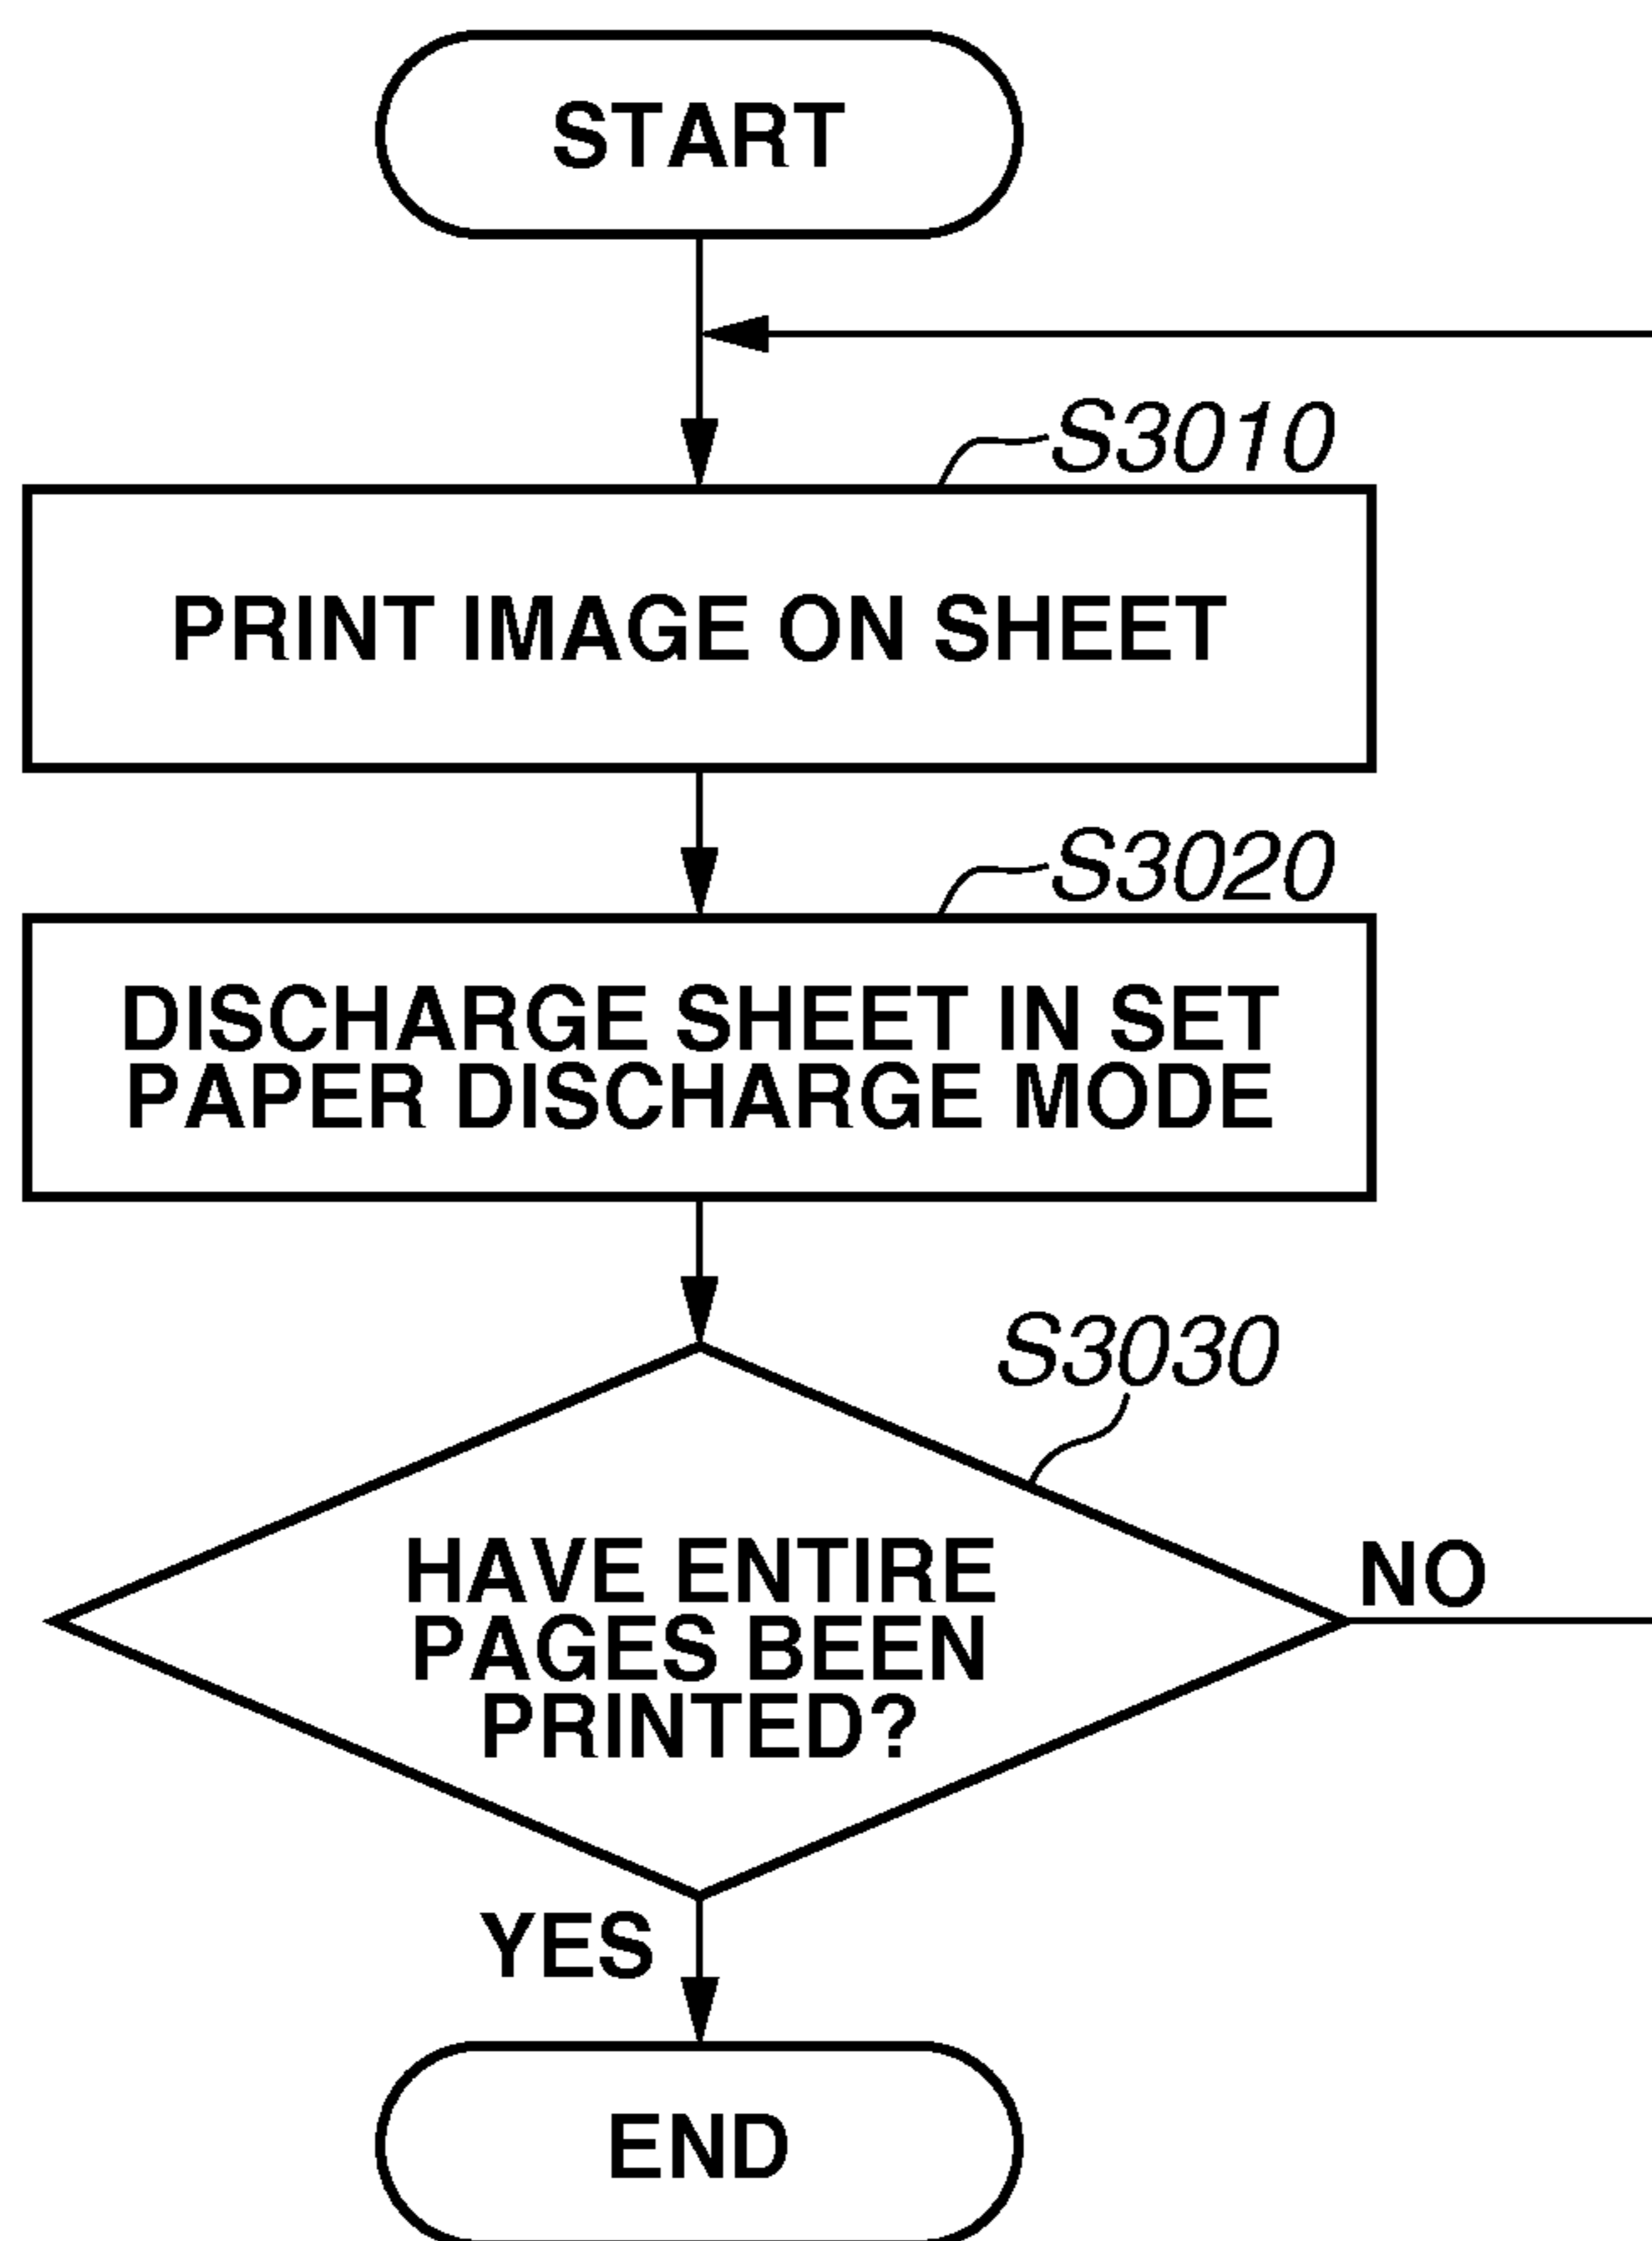 START
S3010
PRINT IMAGE ON SHEET
S3020
DISCHARGE SHEET IN SET
PAPER DISCHARGE MODE
S3030
HAVE ENTIRE
PAGES BEEN
PRINTED?
NO
YES
END